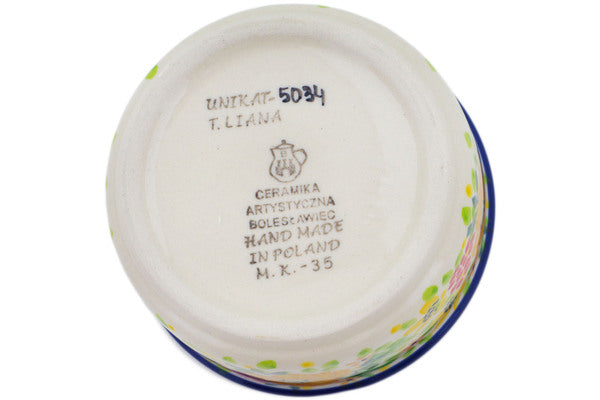 UNIKAT-5034
T. LIANA
CERAMIKA
ARTYSTYCZNA
BOLESŁAWIEC
HAND MADE
IN POLAND
M.K.-35